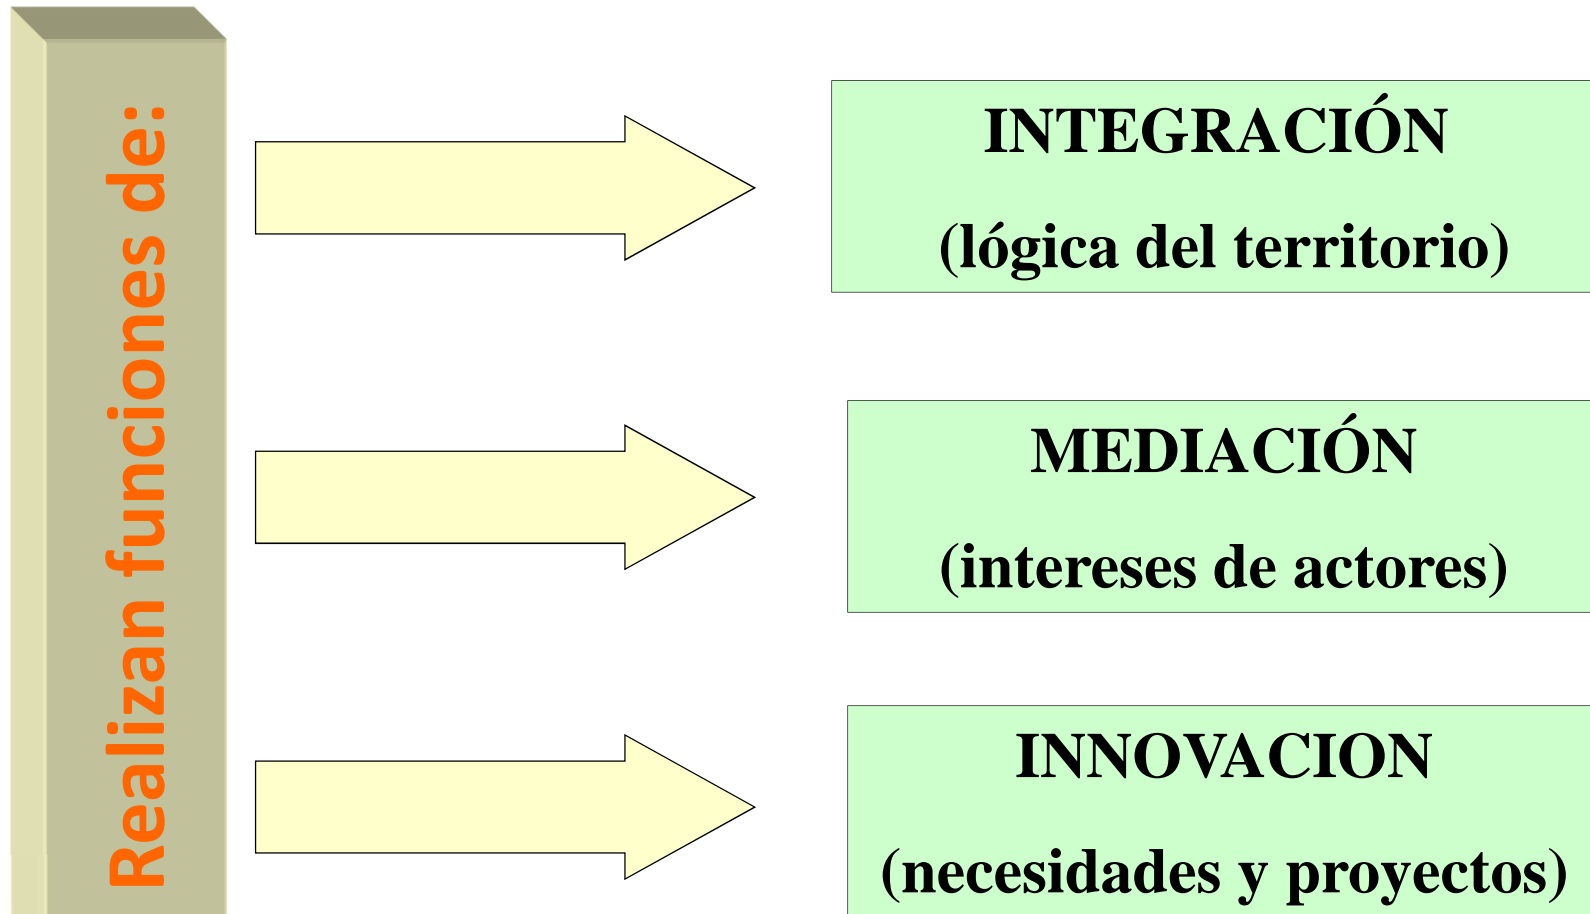 Realizan funciones de:
INTEGRACIÓN
(lógica del territorio)
MEDIACIÓN
(intereses de actores)
INNOVACION
(necesidades y proyectos)